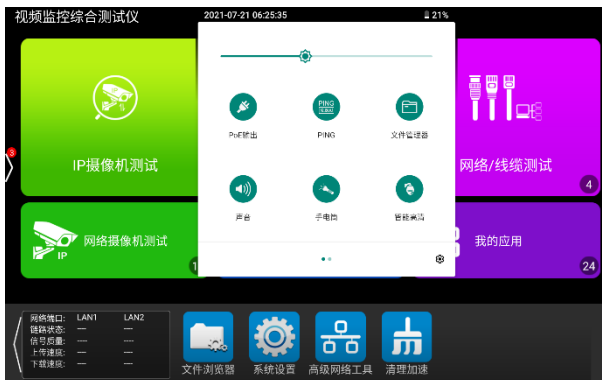 视频监控综合测试仪
2021-07-21 06:25:35
21%
PoE输出
PING
PING
文件管理器
声音
手电筒
智能高清
3
IP摄像机测试
网络/线缆测试
4
网络摄像机测试
IP
1
我的应用
24
网络端口: LAN1 LAN2
链路状态: --- ---
信号质量: --- ---
上传速度: --- ---
下载速度: --- ---
文件浏览器
系统设置
高级网络工具
清理加速